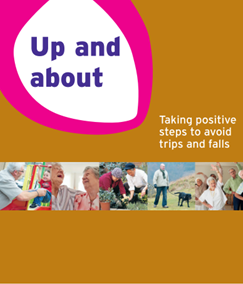 Up and
about
Taking positive
steps to avoid
trips and falls